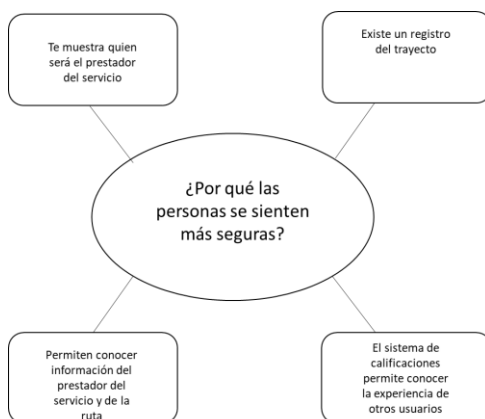 Te muestra quien
será el prestador
del servicio
Existe un registro
del trayecto
¿Por qué las
personas se sienten
más seguras?
Permiten conocer
información del
prestador del
servicio y de la
ruta
El sistema de
calificaciones
permite conocer
la experiencia de
otros usuarios